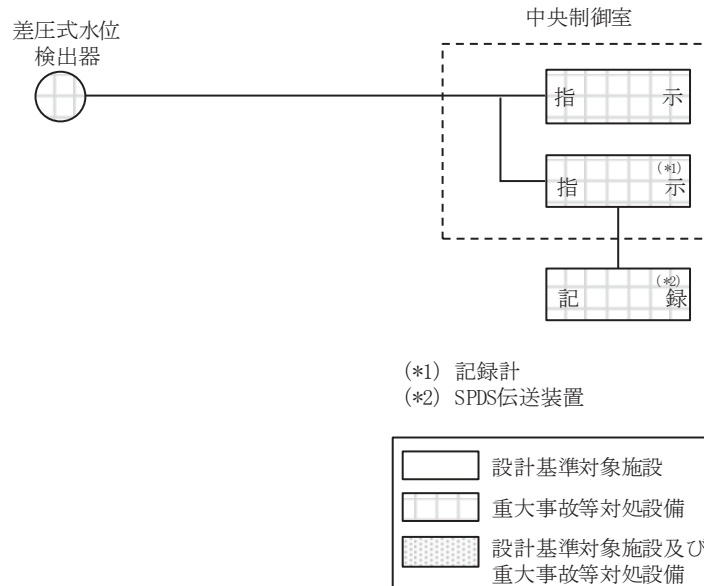 中央制御室
差圧式水位
検出器
指 示
(*1)
指 示
(*2)
記 録
(*1) 記録計
(*2) SPDS伝送装置
設計基準対象施設
重大事故等対処設備
設計基準対象施設及び
重大事故等対処設備